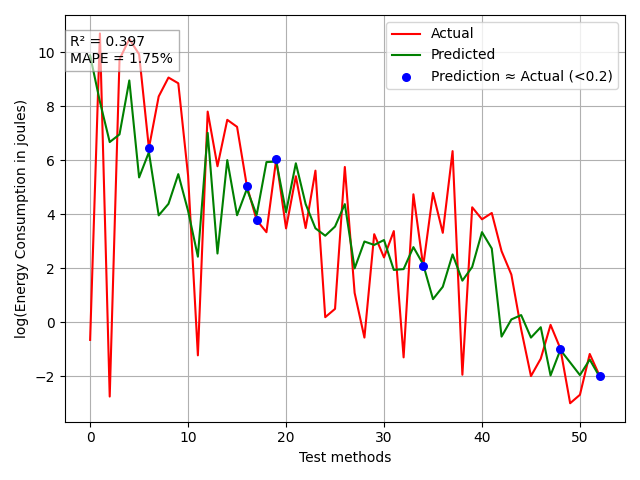 R² = 0.397
MAPE = 1.75%
Actual
Predicted
Prediction ≈ Actual (<0.2)
log(Energy Consumption in joules)
10
8
6
4
2
0
−2
0 10 20 30 40 50
Test methods